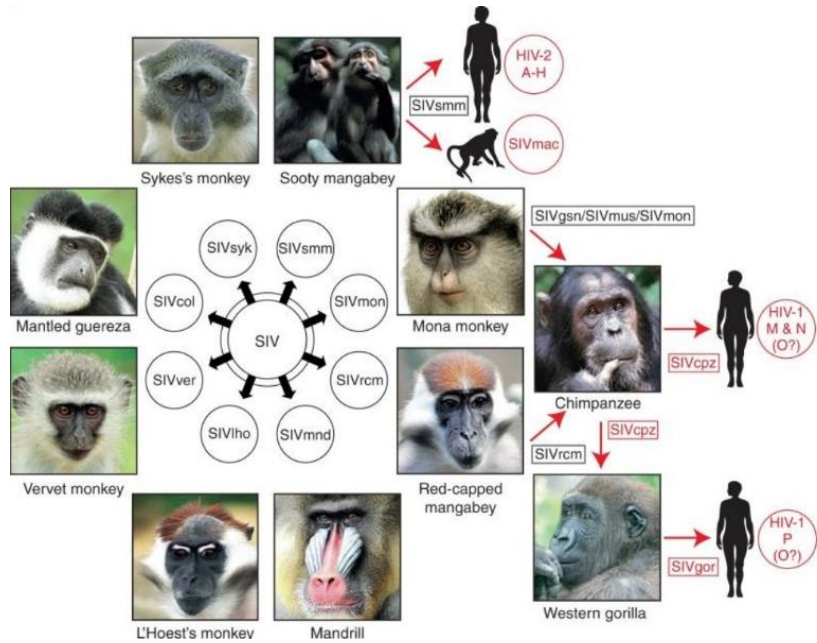 HIV-2
A-H
SIVsmm
SIVmac
Sykes's monkey
Sooty mangabey
SIVgsn/SIVmus/SIVmon
SIVsyk
SIVsmm
SIVcol
SIVmon
Mantled guereza
SIV
Mona monkey
HIV-1
M & N
(O?)
SIVcpz
SIVver
SIVrcm
Chimpanzee
SIVcpz
SIVlho
SIVmnd
SIVrcm
Vervet monkey
Red-capped
mangabey
HIV-1
P
(O?)
SIVgor
Western gorilla
L'Hoest's monkey
Mandrill